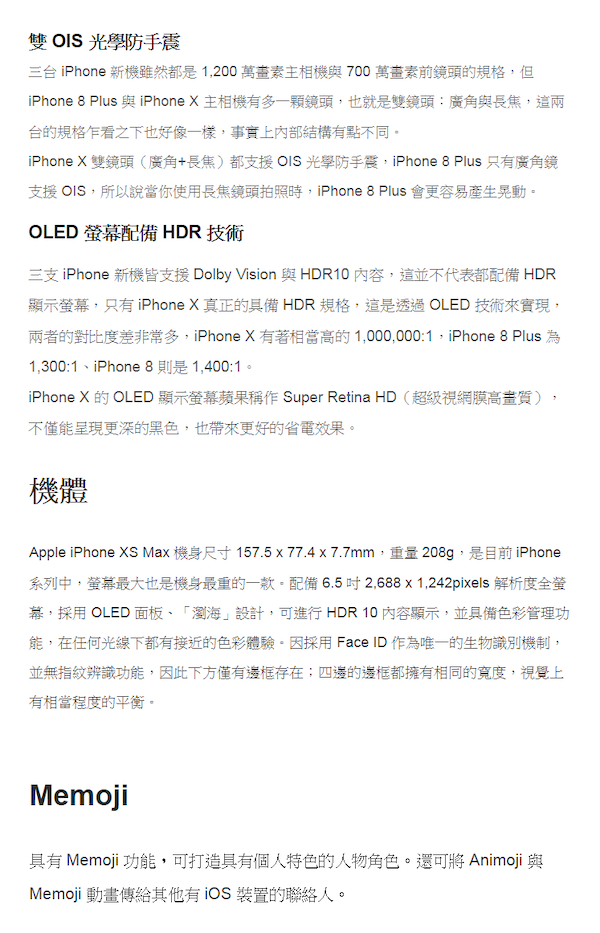 雙 OIS 光學防手震
三台 iPhone 新機雖然都是 1,200 萬畫素主相機與 700 萬畫素前鏡頭的規格，但
iPhone 8 Plus 與 iPhone X 主相機有多一顆鏡頭，也就是雙鏡頭：廣角與長焦，這兩
台的規格乍看之下也好像一樣，事實上內部結構有點不同。
iPhone X 雙鏡頭（廣角+長焦）都支援 OIS 光學防手震，iPhone 8 Plus 只有廣角鏡
支援 OIS，所以說當你使用長焦鏡頭拍照時，iPhone 8 Plus 會更容易產生晃動。
OLED 螢幕配備 HDR 技術
三支 iPhone 新機皆支援 Dolby Vision 與 HDR10 內容，這並不代表都配備 HDR
顯示螢幕，只有 iPhone X 真正的具備 HDR 規格，這是透過 OLED 技術來實現，
兩者的對比度差非常多，iPhone X 有著相當高的 1,000,000:1，iPhone 8 Plus 為
1,300:1、iPhone 8 則是 1,400:1。
iPhone X 的 OLED 顯示螢幕蘋果稱作 Super Retina HD（超級視網膜高畫質），
不僅能呈現更深的黑色，也帶來更好的省電效果。
機體
Apple iPhone XS Max 機身尺寸 157.5 x 77.4 x 7.7mm，重量 208g，是目前 iPhone
系列中，螢幕最大也是機身最重的一款。配備 6.5 吋 2,688 x 1,242pixels 解析度全螢
幕，採用 OLED 面板、「瀏海」設計，可進行 HDR 10 內容顯示，並具備色彩管理功
能，在任何光線下都有接近的色彩體驗。因採用 Face ID 作為唯一的生物識別機制，
並無指紋辨識功能，因此下方僅有邊框存在；四邊的邊框都擁有相同的寬度，視覺上
有相當程度的平衡。
Memoji
具有 Memoji 功能，可打造具有個人特色的人物角色。還可將 Animoji 與
Memoji 動畫傳給其他有 iOS 裝置的聯絡人。